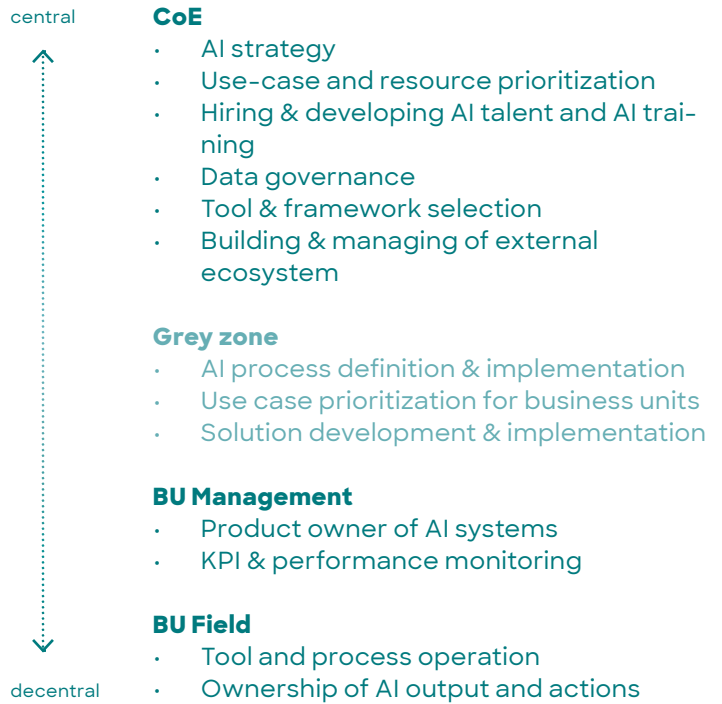 central
CoE
• AI strategy
• Use-case and resource prioritization
• Hiring & developing AI talent and AI trai-
ning
• Data governance
• Tool & framework selection
• Building & managing of external
ecosystem
Grey zone
• AI process definition & implementation
• Use case prioritization for business units
• Solution development & implementation
BU Management
• Product owner of AI systems
• KPI & performance monitoring
BU Field
• Tool and process operation
decentral
• Ownership of AI output and actions